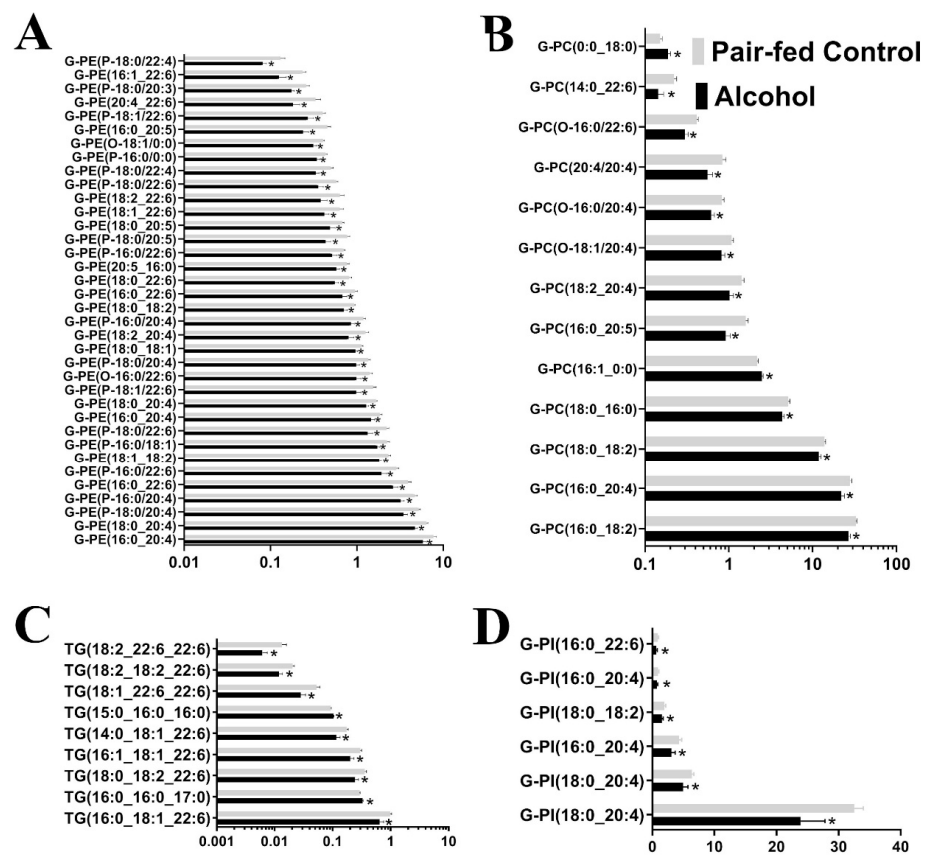 A
G-PE(P-18:0/22:4)
G-PE(16:1_22:6)
G-PE(P-18:0/20:3)
G-PE(20:4_22:6)
G-PE(P-18:1/22:6)
G-PE(16:0_20:5)
G-PE(O-18:1/0:0)
G-PE(P-16:0/0:0)
G-PE(P-18:0/22:4)
G-PE(P-18:0/22:6)
G-PE(18:2_22:6)
G-PE(18:1_22:6)
G-PE(18:0_20:5)
G-PE(P-18:0/20:5)
G-PE(P-16:0/22:6)
G-PE(20:5_16:0)
G-PE(18:0_22:6)
G-PE(16:0_22:6)
G-PE(18:0_18:2)
G-PE(P-16:0/20:4)
G-PE(18:2_20:4)
G-PE(18:0_18:1)
G-PE(P-18:0/20:4)
G-PE(O-16:0/22:6)
G-PE(P-18:1/22:6)
G-PE(18:0_20:4)
G-PE(16:0_20:4)
G-PE(P-18:0/22:6)
G-PE(P-16:0/18:1)
G-PE(18:1_18:2)
G-PE(P-16:0/22:6)
G-PE(16:0_22:6)
G-PE(P-16:0/20:4)
G-PE(P-18:0/20:4)
G-PE(18:0_20:4)
G-PE(16:0_20:4)
0.01 0.1 1 10
B
Pair-fed Control
Alcohol
G-PC(0:0_18:0)
G-PC(14:0_22:6)
G-PC(O-16:0/22:6)
G-PC(20:4/20:4)
G-PC(O-16:0/20:4)
G-PC(O-18:1/20:4)
G-PC(18:2_20:4)
G-PC(16:0_20:5)
G-PC(16:1_0:0)
G-PC(18:0_16:0)
G-PC(18:0_18:2)
G-PC(16:0_20:4)
G-PC(16:0_18:2)
0.1 1 10 100
C
TG(18:2_22:6_22:6)
TG(18:2_18:2_22:6)
TG(18:1_22:6_22:6)
TG(15:0_16:0_16:0)
TG(14:0_18:1_22:6)
TG(16:1_18:1_22:6)
TG(18:0_18:2_22:6)
TG(16:0_16:0_17:0)
TG(16:0_18:1_22:6)
0.001 0.01 0.1 1 10
D
G-PI(16:0_22:6)
G-PI(16:0_20:4)
G-PI(18:0_18:2)
G-PI(16:0_20:4)
G-PI(18:0_20:4)
G-PI(18:0_20:4)
0 10 20 30 40